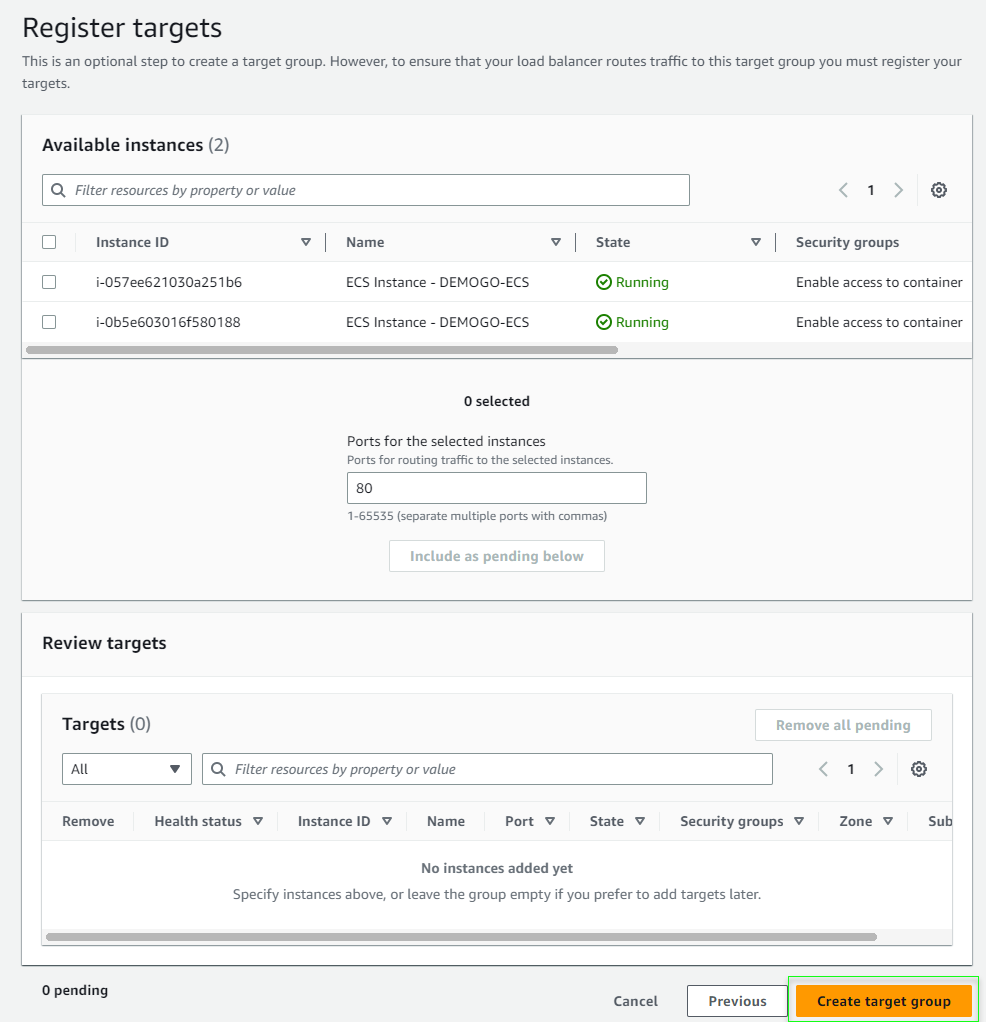 Register targets
This is an optional step to create a target group. However, to ensure that your load balancer routes traffic to this target group you must register your
targets.
Available instances (2)
Filter resources by property or value
1
Instance ID Name State Security groups
i-057ee621030a251b6 ECS Instance - DEMOGO-ECS Running Enable access to container
i-0b5e603016f580188 ECS Instance - DEMOGO-ECS Running Enable access to container
0 selected
Ports for the selected instances
Ports for routing traffic to the selected instances.
80
1-65535 (separate multiple ports with commas)
Include as pending below
Review targets
Targets (0) Remove all pending
All Filter resources by property or value 1
Remove Health status Instance ID Name Port State Security groups Zone Sub
No instances added yet
Specify instances above, or leave the group empty if you prefer to add targets later.
0 pending
Cancel Previous Create target group